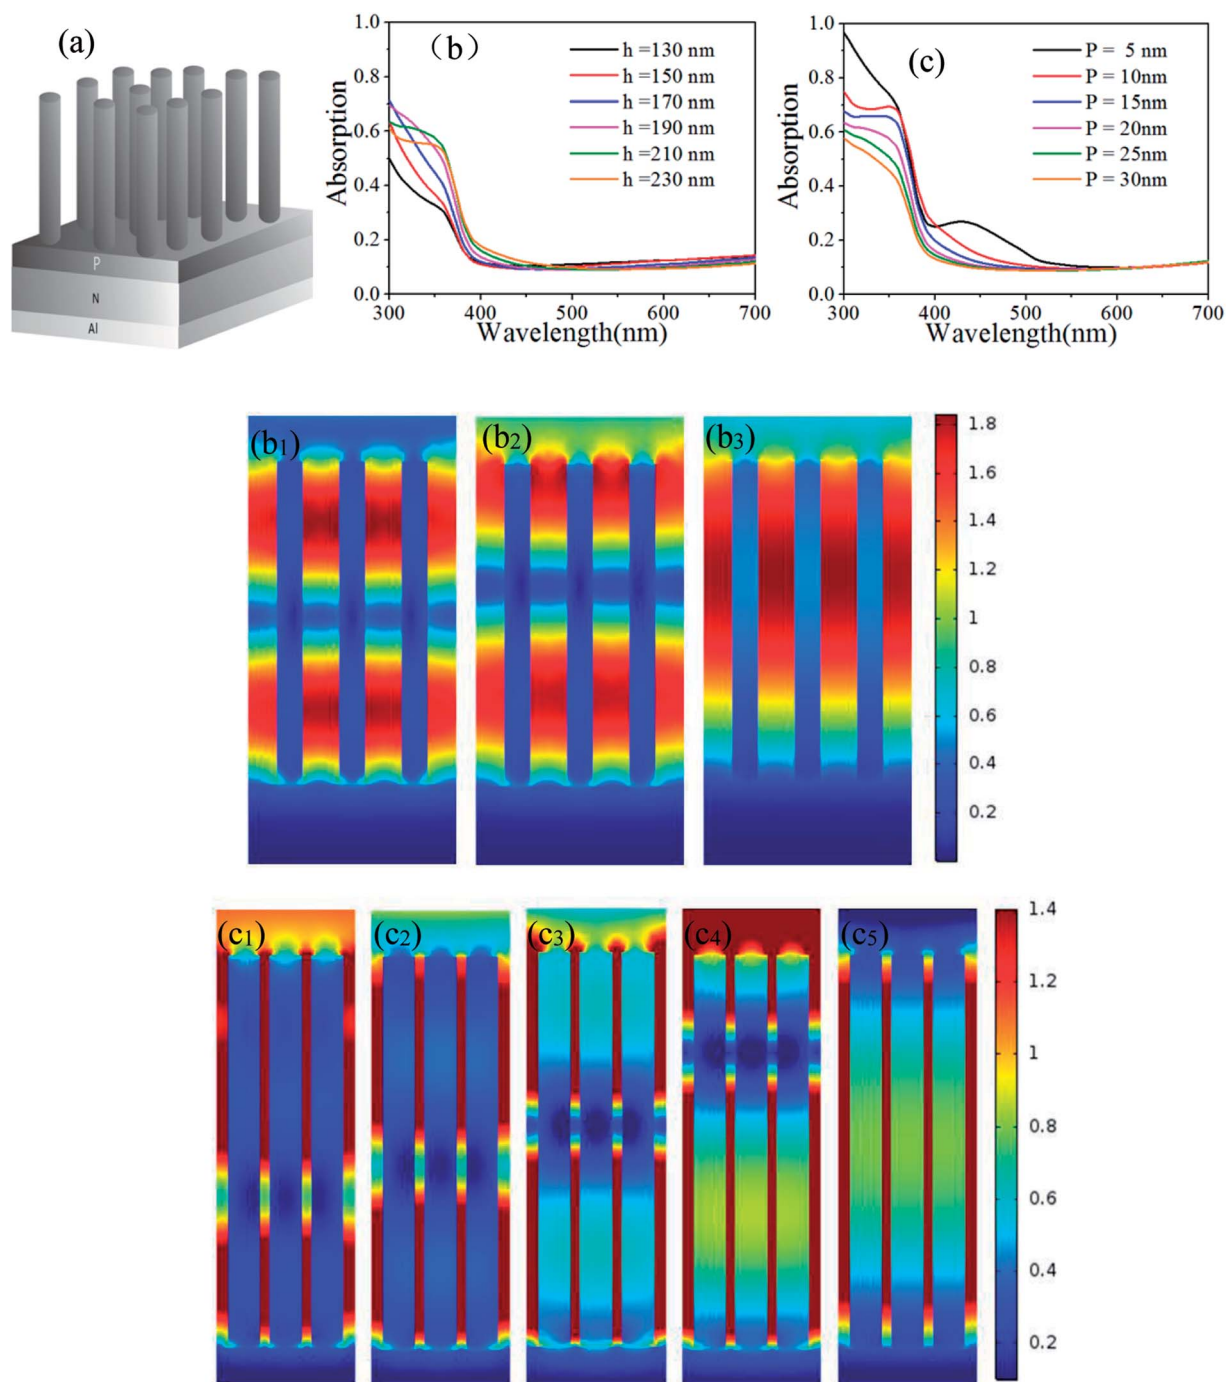 (a)
P
N
Al
(b)
h =130 nm
h =150 nm
h =170 nm
h =190 nm
h =210 nm
h =230 nm
Absorption
1.0
0.8
0.6
0.4
0.2
0.0
300 400 500 600 700
Wavelength(nm)
(c)
P = 5 nm
P = 10nm
P = 15nm
P = 20nm
P = 25nm
P = 30nm
Absorption
1.0
0.8
0.6
0.4
0.2
0.0
300 400 500 600 700
Wavelength(nm)
(b1) (b2) (b3)
1.8
1.6
1.4
1.2
1
0.8
0.6
0.4
0.2
(c1) (c2) (c3) (c4) (c5)
1.4
1.2
1
0.8
0.6
0.4
0.2